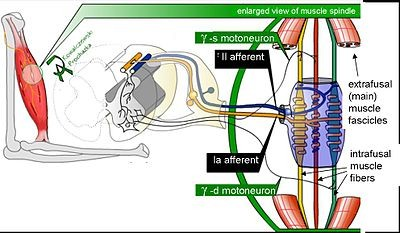 enlarged view of muscle spindle
γ -s motoneuron
II afferent
extrafusal
(main)
muscle
fascicles
Ia afferent
intrafusal
muscle
fibers
γ -d motoneuron